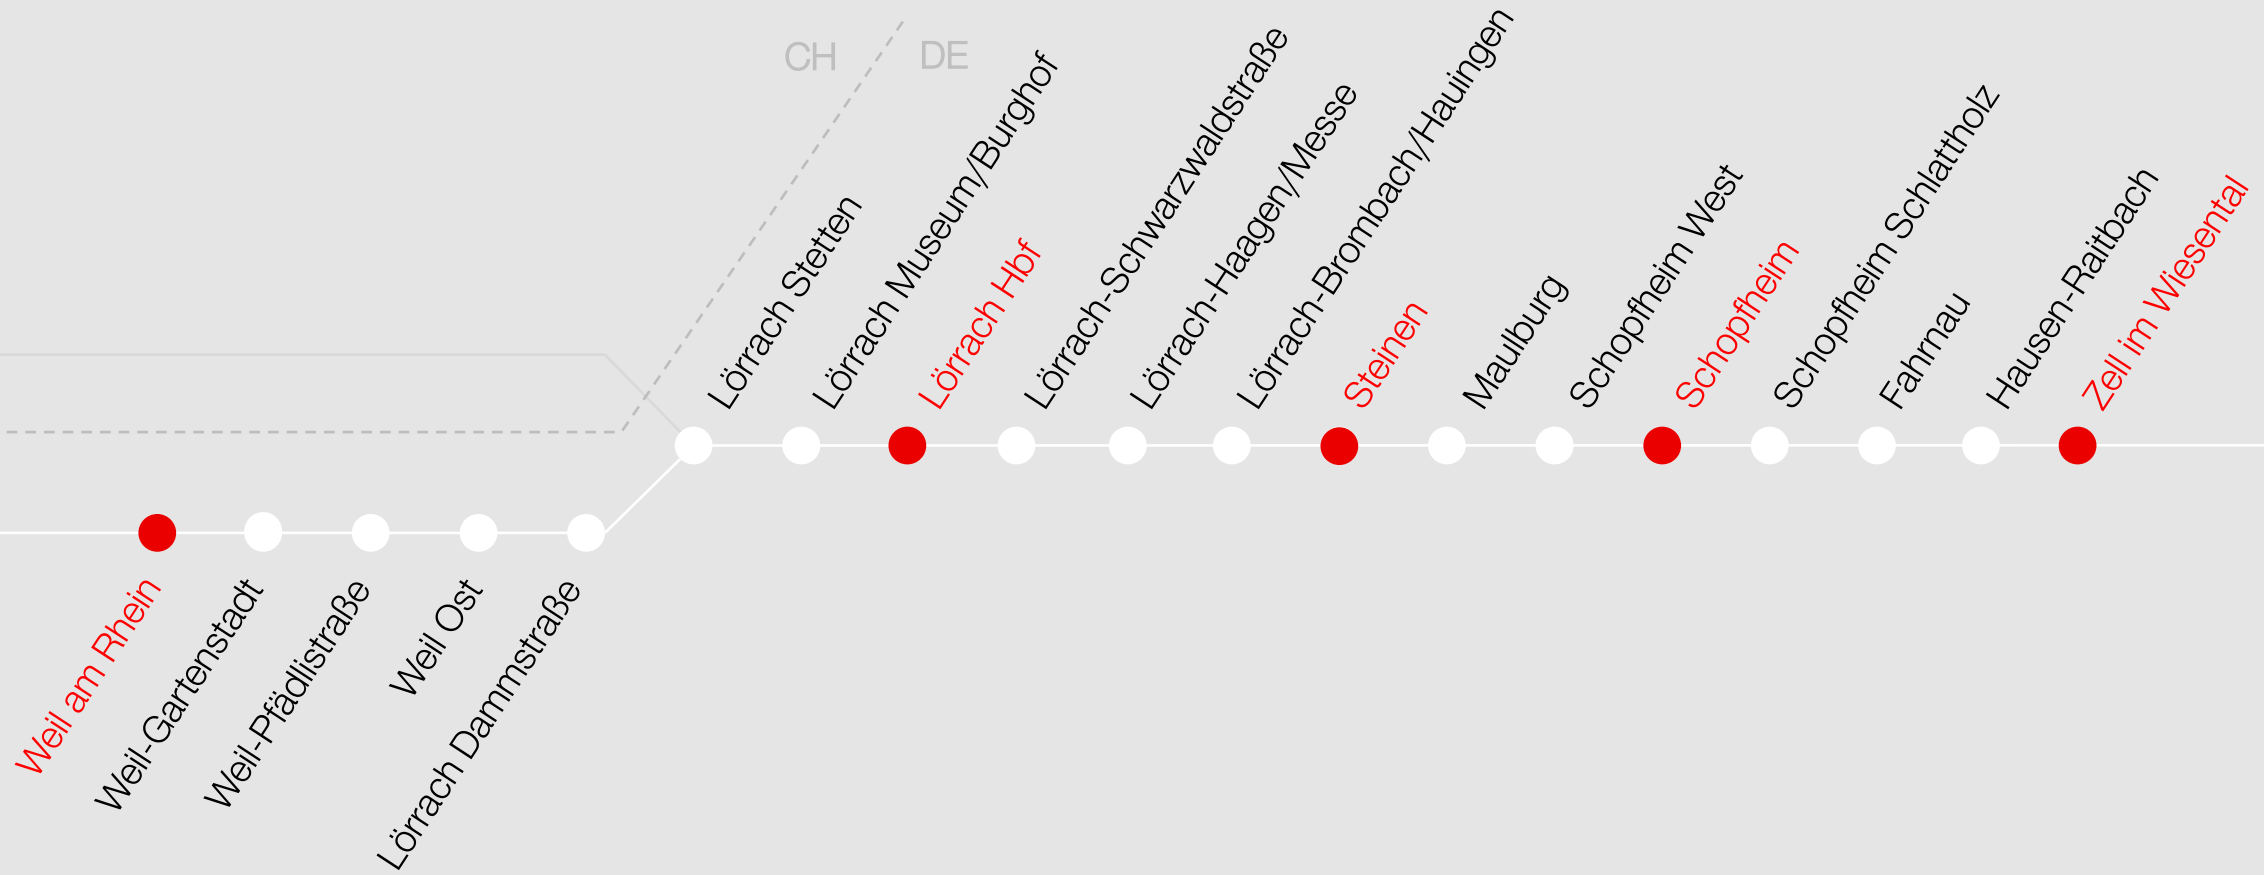 CH
DE
Lörrach Stetten
Lörrach Museum/Burghof
Lörrach Hbf
Lörrach-Schwarzwaldstraße
Lörrach-Haagen/Messe
Lörrach-Brombach/Hauingen
Steinen
Maulburg
Schopfheim West
Schopfheim
Schopfheim Schlattholz
Fahrnau
Hausen-Raitbach
Zell im Wiesental
Weil am Rhein
Weil-Gartenstadt
Weil-Pfädlistraße
Weil Ost
Lörrach Dammstraße